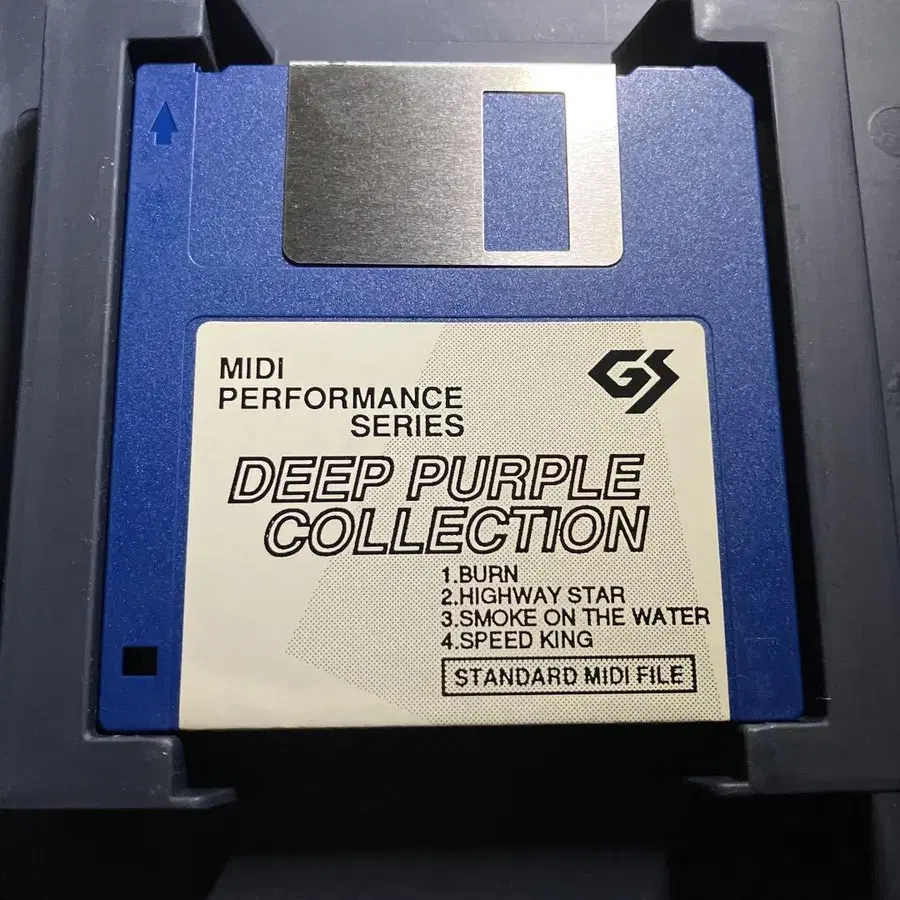 MIDI
PERFORMANCE
SERIES
GS
DEEP PURPLE
COLLECTION
1.BURN
2.HIGHWAY STAR
3.SMOKE ON THE WATER
4.SPEED KING
STANDARD MIDI FILE